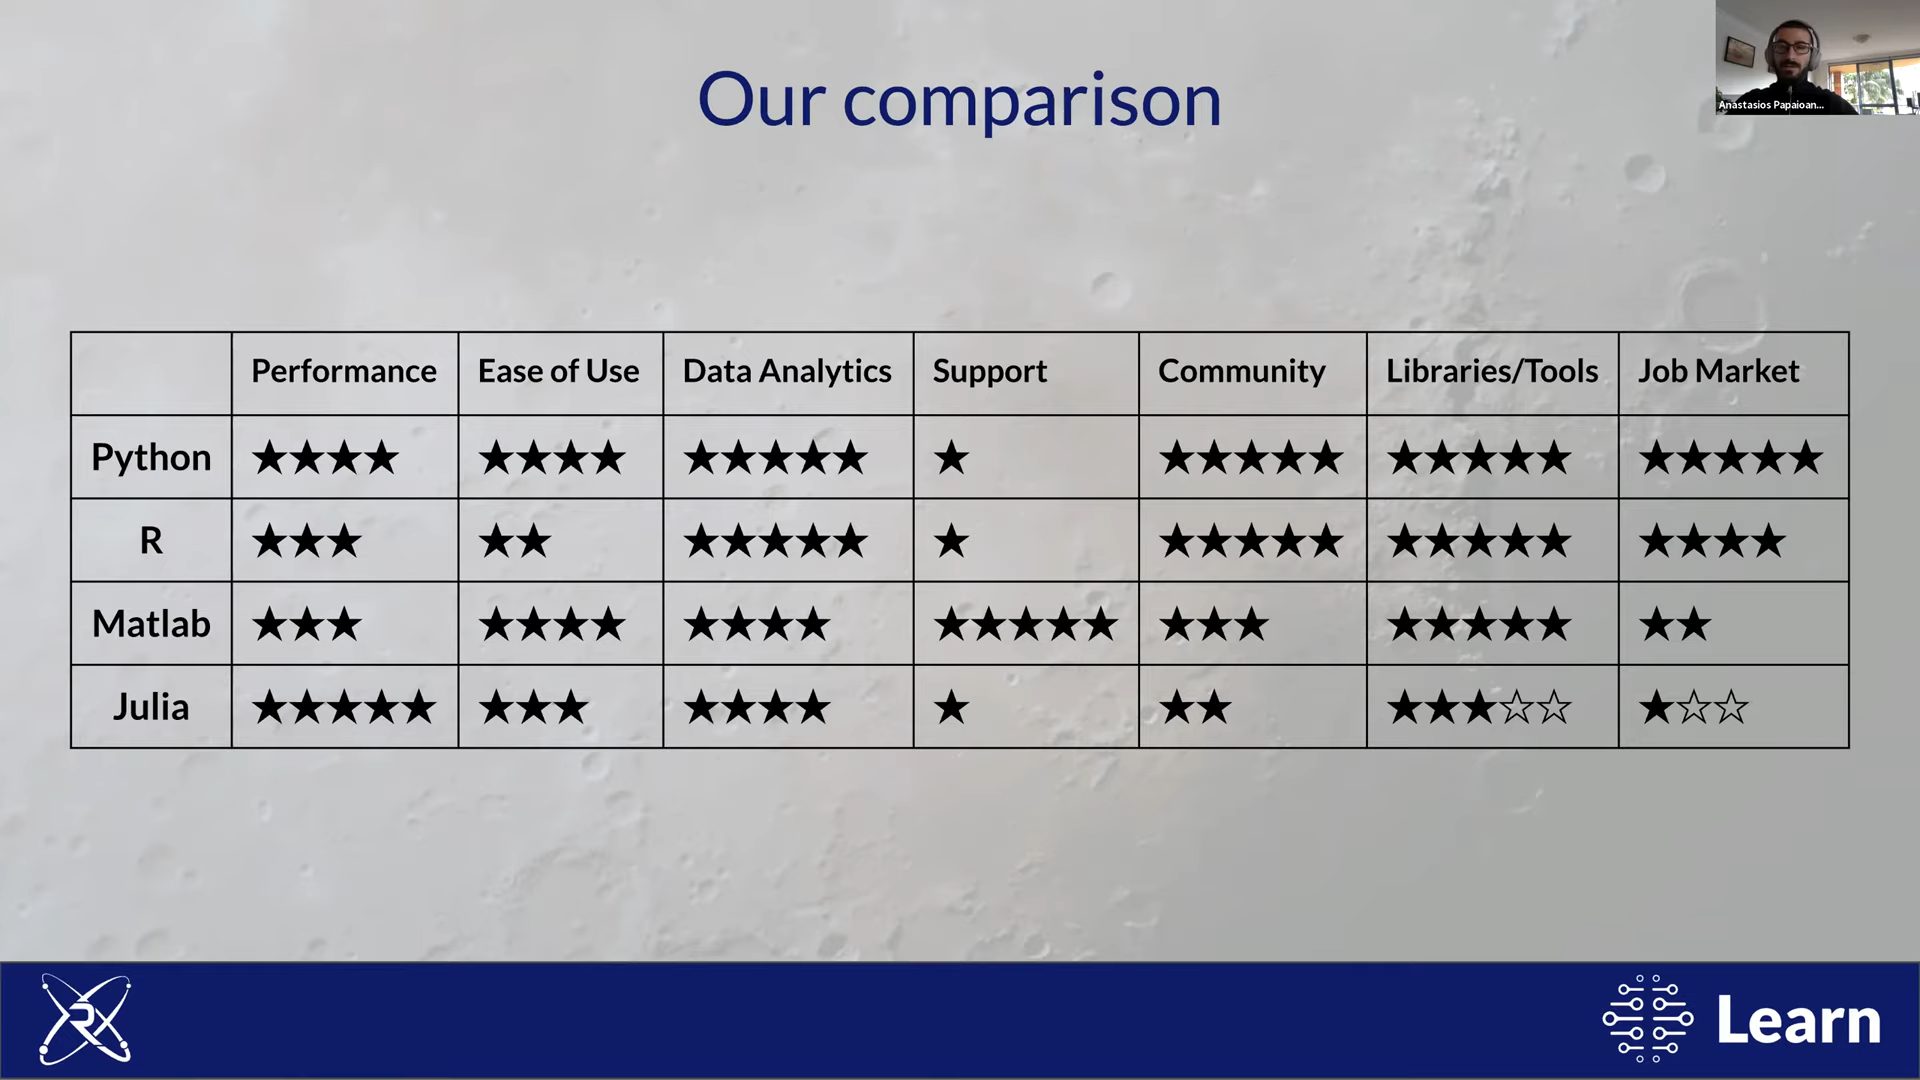 Our comparison
Anastasios Papaioan...
Performance Ease of Use Data Analytics Support Community Libraries/Tools Job Market
Python ★★★★ ★★★★ ★★★★★ ★ ★★★★★ ★★★★★ ★★★★★
R ★★★ ★★ ★★★★★ ★ ★★★★★ ★★★★★ ★★★★
Matlab ★★★ ★★★★ ★★★★ ★★★★★ ★★★ ★★★★★ ★★
Julia ★★★★★ ★★★ ★★★★ ★ ★★ ★★★☆☆ ★☆☆
R
Learn